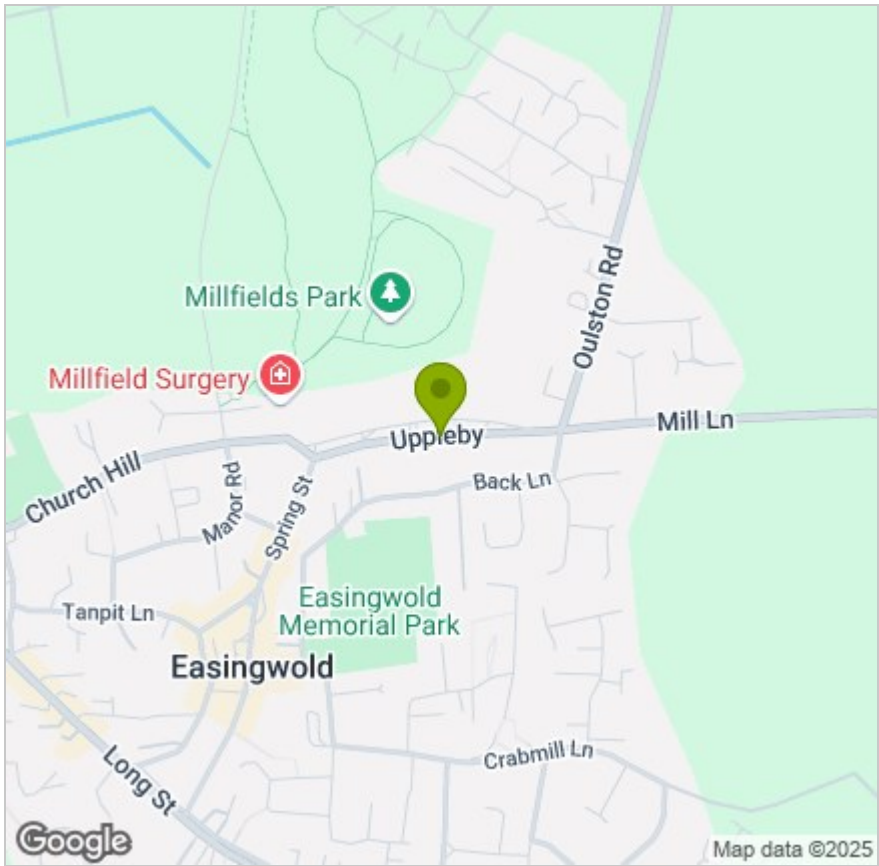 Millfields Park
Oulston Rd
Millfield Surgery
Mill Ln
Uppleby
Church Hill
Manor Rd
Spring St
Back Ln
Easingwold
Memorial Park
Tanpit Ln
Easingwold
Long St
Crabmill Ln
Google
Map data ©2025